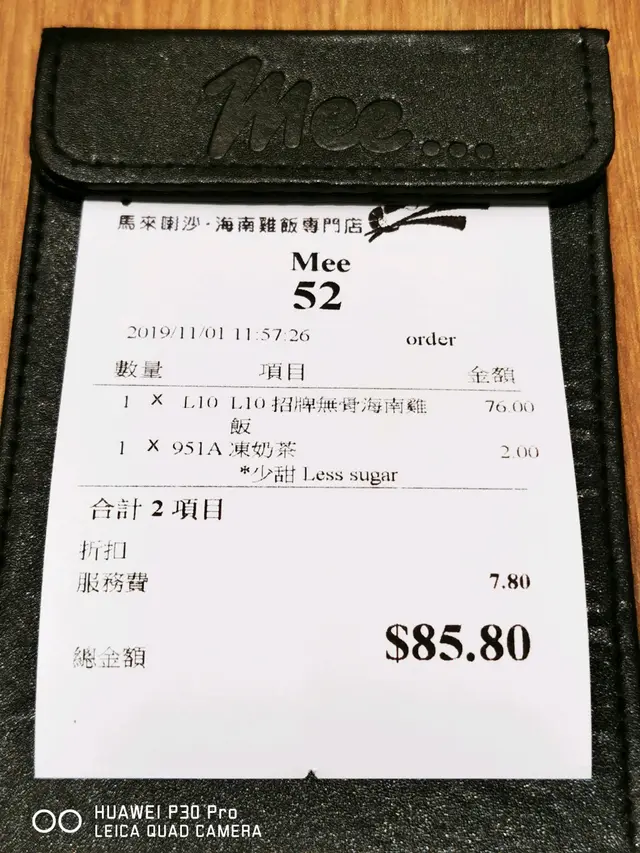 Mee...
馬來喇沙·海南雞飯專門店
Mee
52
2019/11/01 11:57:26 order
數量 項目 金額
1 X L10 L10 招牌無骨海南雞 76.00
飯
1 X 951A 凍奶茶 2.00
*少甜 Less sugar
合計 2 項目
折扣
服務費 7.80
總金額 $85.80
HUAWEI P30 Pro
LEICA QUAD CAMERA